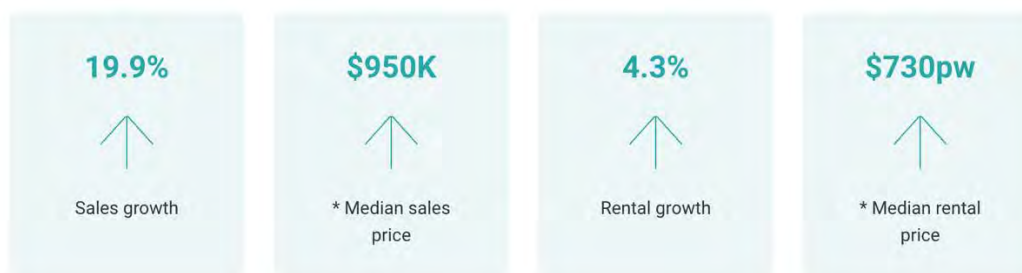 19.9%
Sales growth
$950K
* Median sales
price
4.3%
Rental growth
$730pw
* Median rental
price